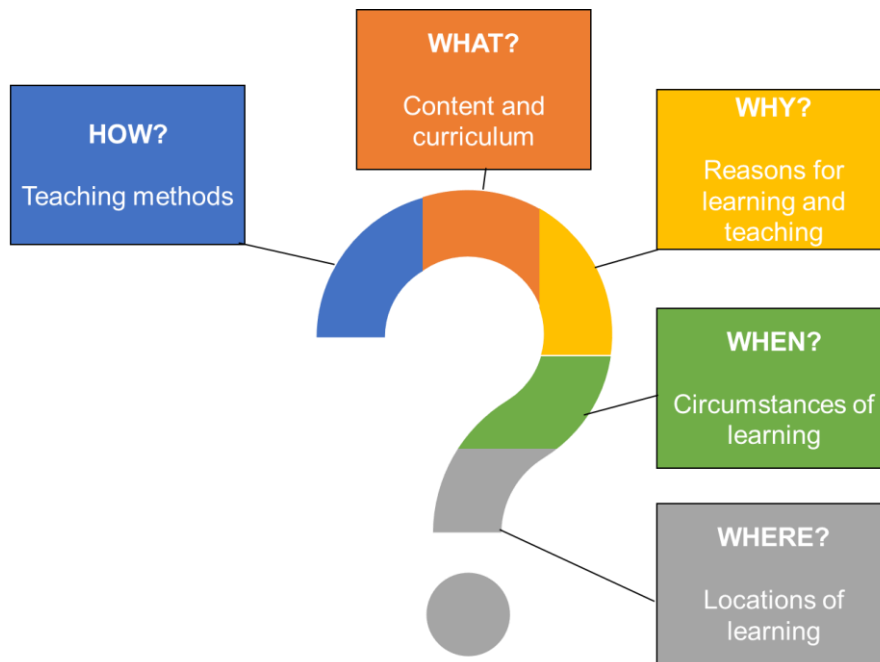 HOW?
Teaching methods
WHAT?
Content and
curriculum
WHY?
Reasons for
learning and
teaching
WHEN?
Circumstances of
learning
WHERE?
Locations of
learning